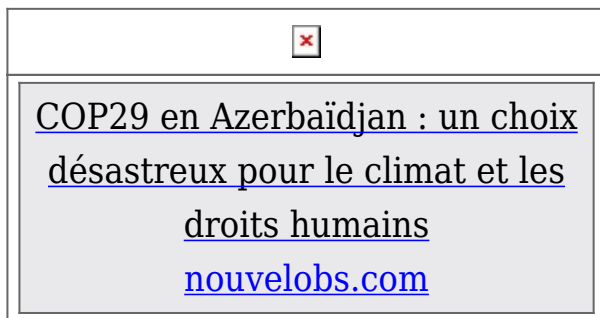 COP29 en Azerbaïdjan : un choix
désastreux pour le climat et les
droits humains
nouvelobs.com